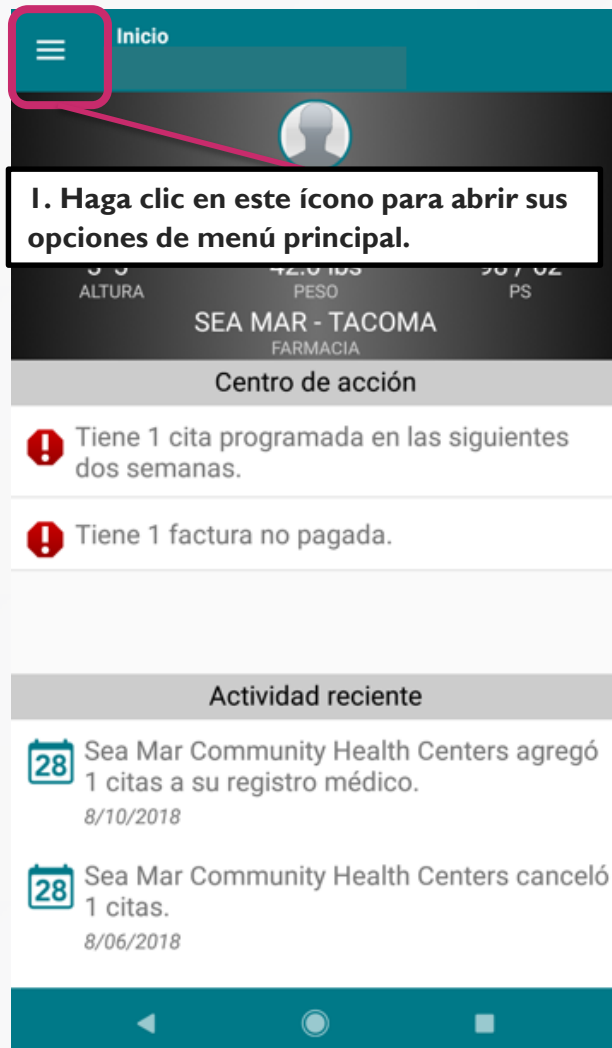 Inicio
1. Haga clic en este ícono para abrir sus
opciones de menú principal.
ALTURA
PESO
PS
SEA MAR - TACOMA
FARMACIA
Centro de acción
Tiene 1 cita programada en las siguientes
dos semanas.
Tiene 1 factura no pagada.
Actividad reciente
28
Sea Mar Community Health Centers agregó
1 citas a su registro médico.
8/10/2018
28
Sea Mar Community Health Centers canceló
1 citas.
8/06/2018